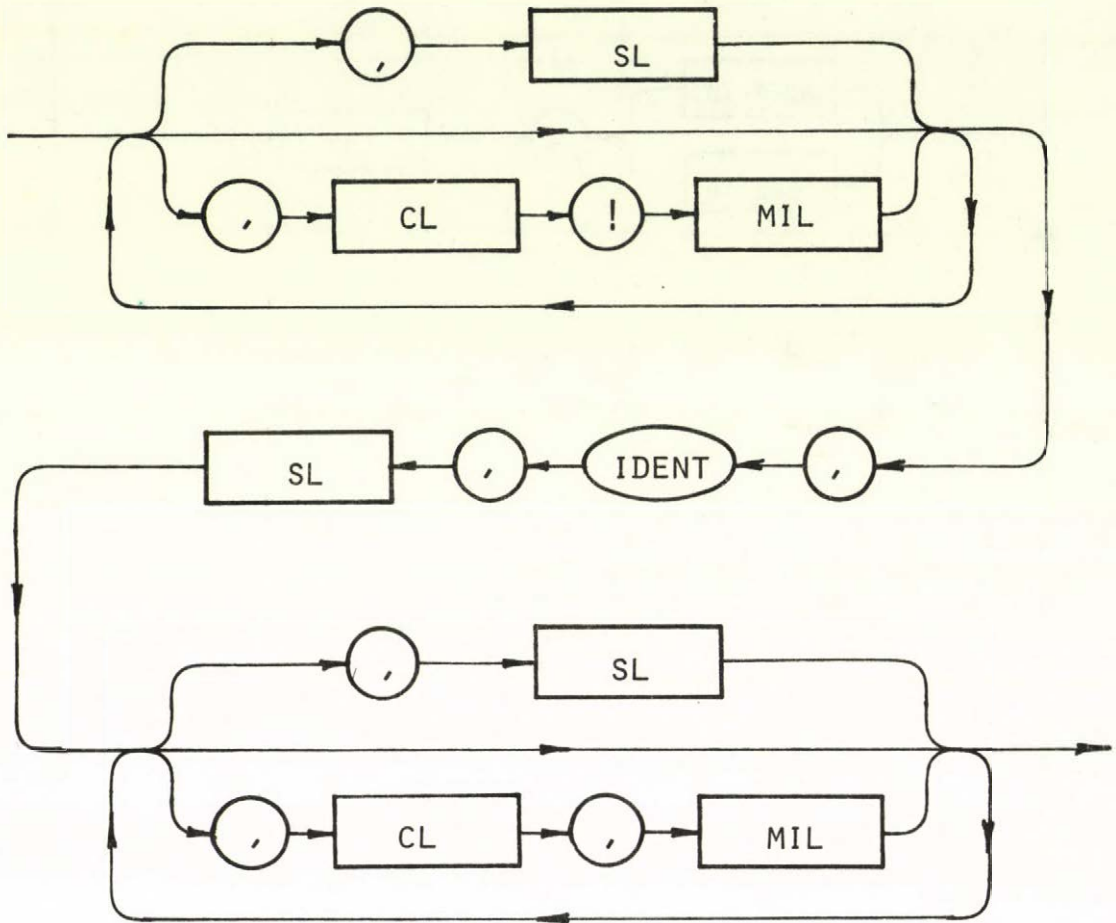 , SL
, CL ! MIL
SL , IDENT ,
, SL
, CL , MIL